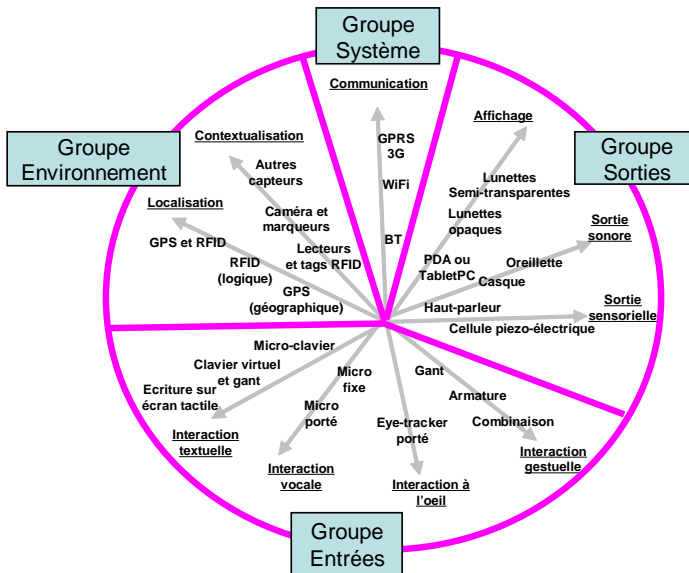 Groupe
Système
Communication
GPRS
3G
WiFi
BT
Groupe
Environnement
Contextualisation
Autres
capteurs
Caméra et
marqueurs
Lecteurs
et tags RFID
Localisation
GPS et RFID
RFID
(logique)
GPS
(géographique)
Groupe
Sorties
Affichage
Lunettes
Semi-transparentes
Lunettes
opaques
PDA ou
TabletPC
Sortie
sonore
Oreillette
Casque
Haut-parleur
Sortie
sensorielle
Cellule piezo-électrique
Micro-clavier
Clavier virtuel
et gant
Ecriture sur
écran tactile
Interaction
textuelle
Micro
fixe
Micro
porté
Interaction
vocale
Eye-tracker
porté
Interaction à
l'oeil
Gant
Armature
Combinaison
Interaction
gestuelle
Groupe
Entrées